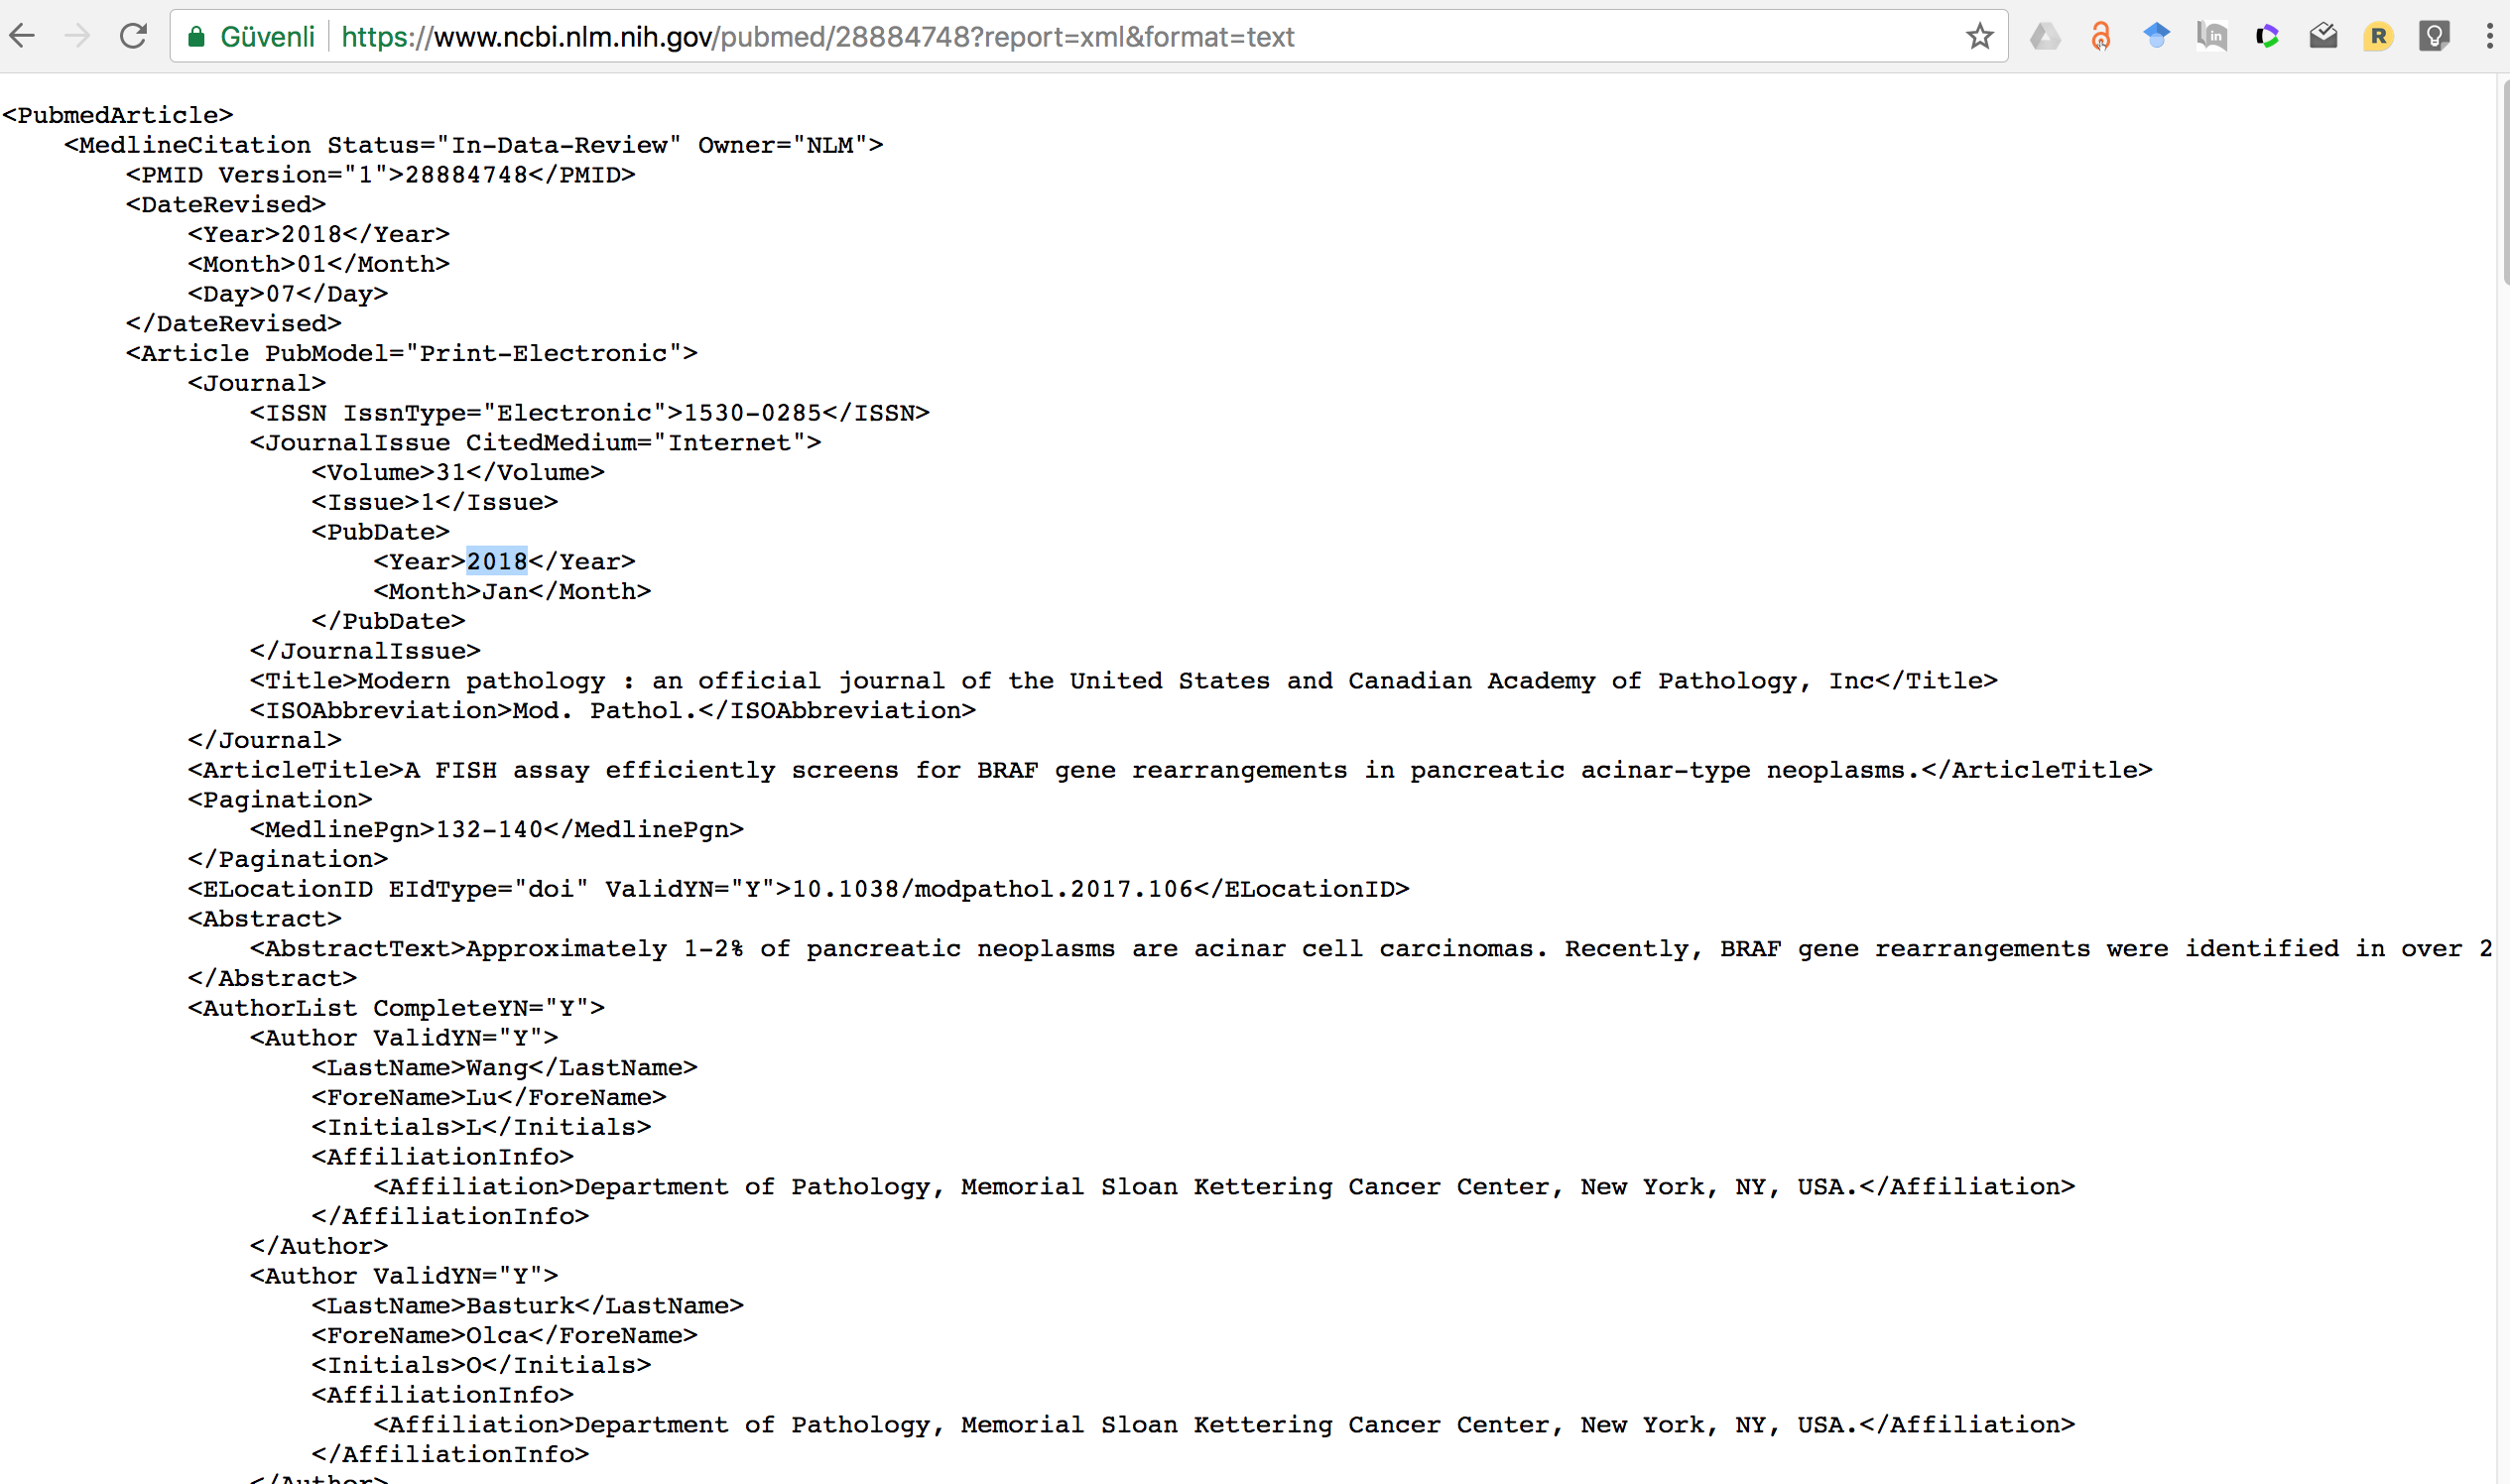 Güvenli https://www.ncbi.nlm.nih.gov/pubmed/28884748?report=xml&format=text
<PubmedArticle>
<MedlineCitation Status="In-Data-Review" Owner="NLM">
<PMID Version="1">28884748</PMID>
<DateRevised>
<Year>2018</Year>
<Month>01</Month>
<Day>07</Day>
</DateRevised>
<Article PubModel="Print-Electronic">
<Journal>
<ISSN IssnType="Electronic">1530-0285</ISSN>
<JournalIssue CitedMedium="Internet">
<Volume>31</Volume>
<Issue>1</Issue>
<PubDate>
<Year>2018</Year>
<Month>Jan</Month>
</PubDate>
</JournalIssue>
<Title>Modern pathology : an official journal of the United States and Canadian Academy of Pathology, Inc</Title>
<ISOAbbreviation>Mod. Pathol.</ISOAbbreviation>
</Journal>
<ArticleTitle>A FISH assay efficiently screens for BRAF gene rearrangements in pancreatic acinar-type neoplasms.</ArticleTitle>
<Pagination>
<MedlinePgn>132-140</MedlinePgn>
</Pagination>
<ELocationID EIdType="doi" ValidYN="Y">10.1038/modpathol.2017.106</ELocationID>
<Abstract>
<AbstractText>Approximately 1-2% of pancreatic neoplasms are acinar cell carcinomas. Recently, BRAF gene rearrangements were identified in over 2
</Abstract>
<AuthorList CompleteYN="Y">
<Author ValidYN="Y">
<LastName>Wang</LastName>
<ForeName>Lu</ForeName>
<Initials>L</Initials>
<AffiliationInfo>
<Affiliation>Department of Pathology, Memorial Sloan Kettering Cancer Center, New York, NY, USA.</Affiliation>
</AffiliationInfo>
</Author>
<Author ValidYN="Y">
<LastName>Basturk</LastName>
<ForeName>Olca</ForeName>
<Initials>O</Initials>
<AffiliationInfo>
<Affiliation>Department of Pathology, Memorial Sloan Kettering Cancer Center, New York, NY, USA.</Affiliation>
</AffiliationInfo>
</Author>